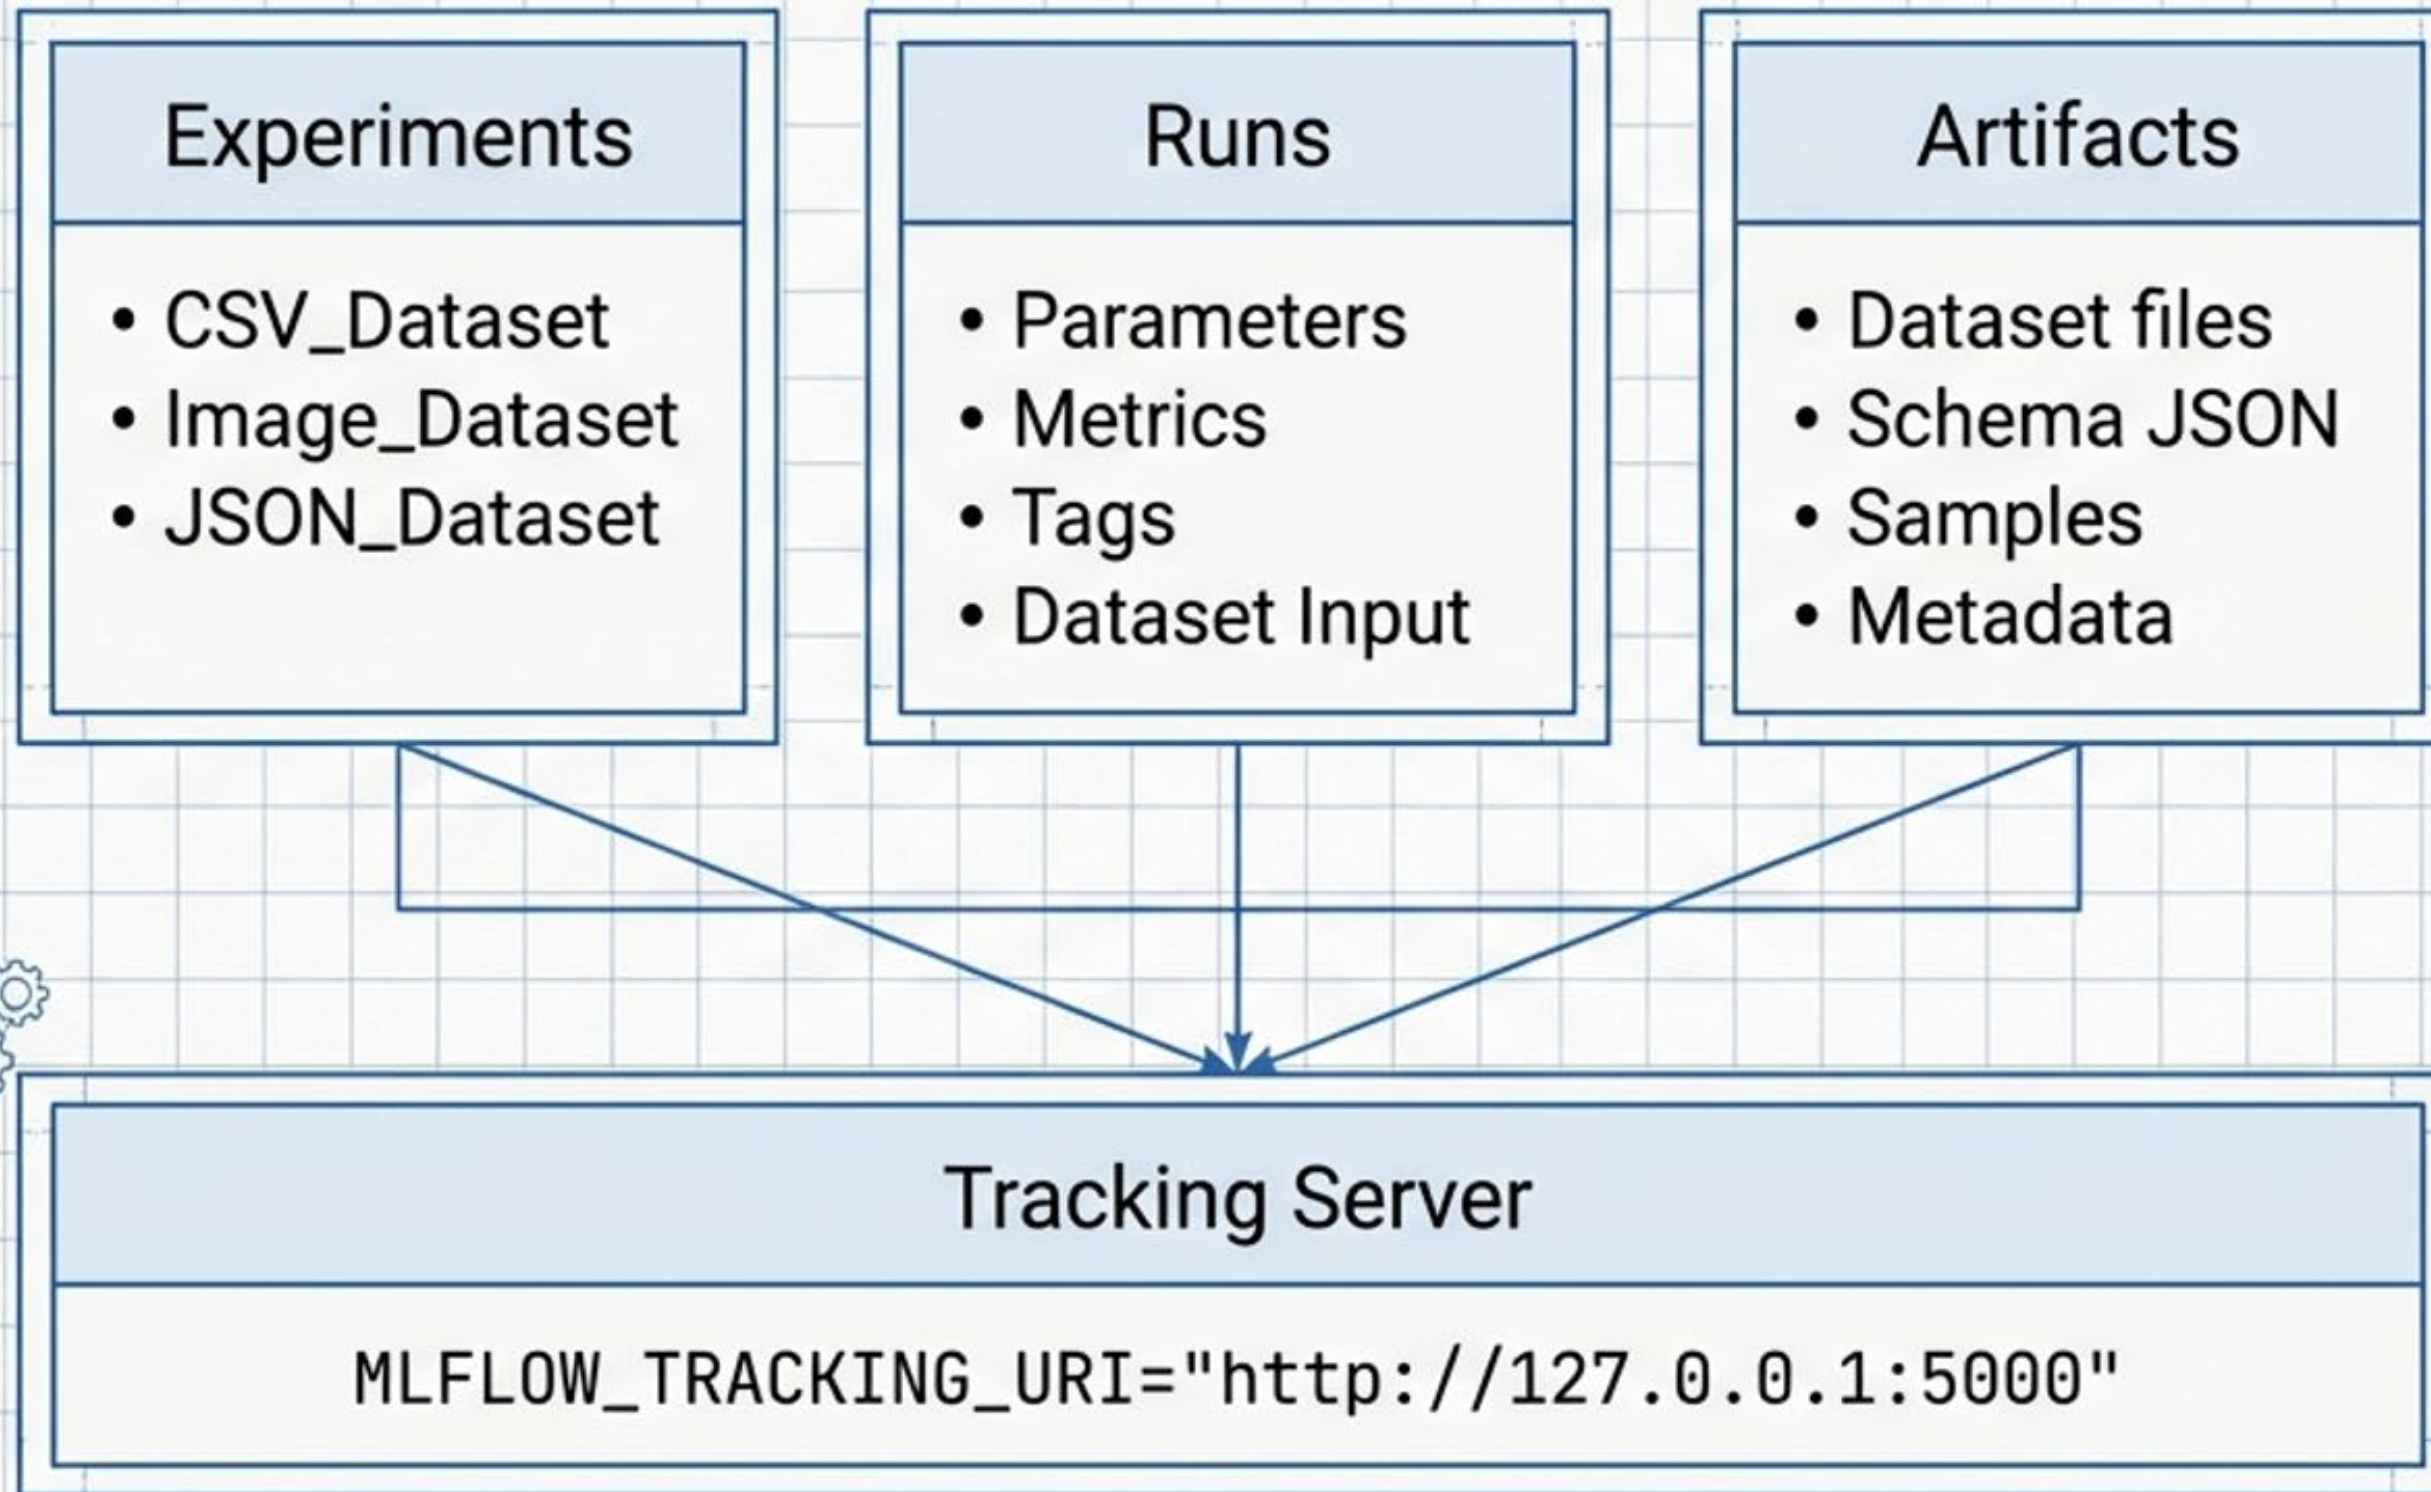 Experiments
• CSV_Dataset
• Image_Dataset
• JSON_Dataset
Runs
• Parameters
• Metrics
• Tags
• Dataset Input
Artifacts
• Dataset files
• Schema JSON
• Samples
• Metadata
Tracking Server
MLFLOW_TRACKING_URI="http://127.0.0.1:5000"